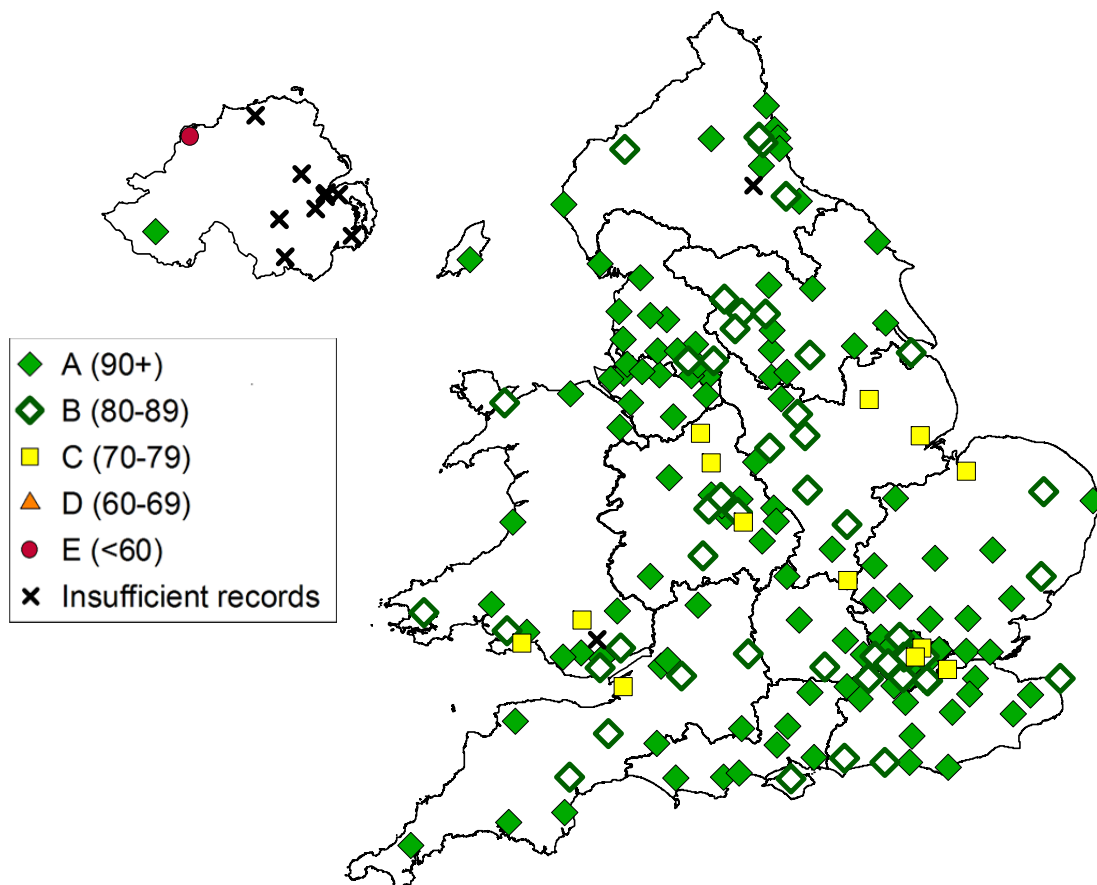 A (90+)
B (80-89)
C (70-79)
D (60-69)
E (<60)
Insufficient records